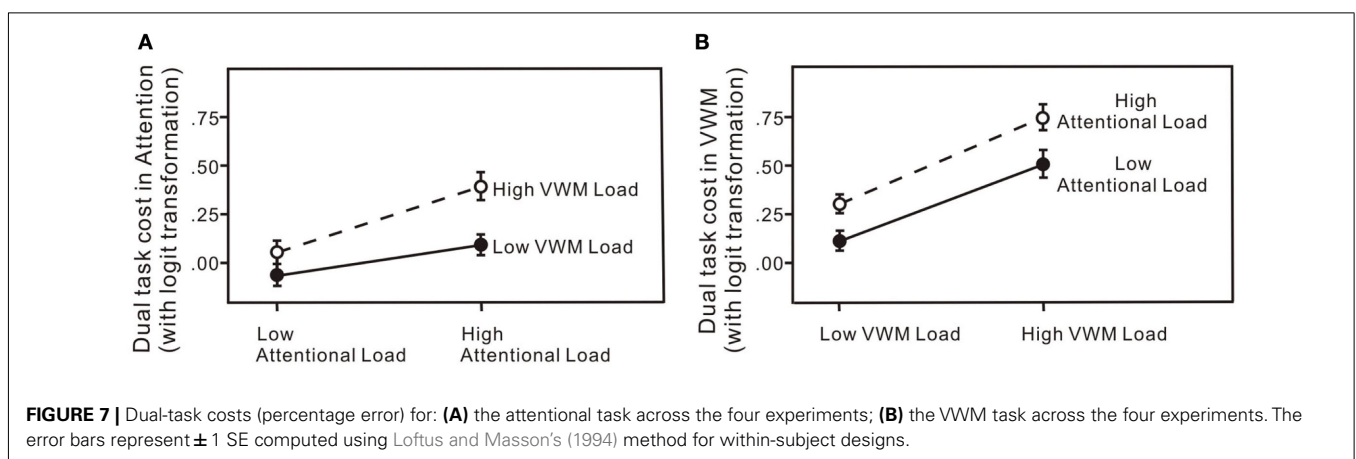 A
Dual task cost in Attention
(with logit transformation)
.75
.50
.25
.00
High VWM Load
Low VWM Load
Low
Attentional Load
High
Attentional Load
B
Dual task cost in VWM
(with logit transformation)
.75
.50
.25
.00
High
Attentional Load
Low
Attentional Load
Low VWM Load
High VWM Load
FIGURE 7 | Dual-task costs (percentage error) for: (A) the attentional task across the four experiments; (B) the VWM task across the four experiments. The
error bars represent ± 1 SE computed using Loftus and Masson's (1994) method for within-subject designs.